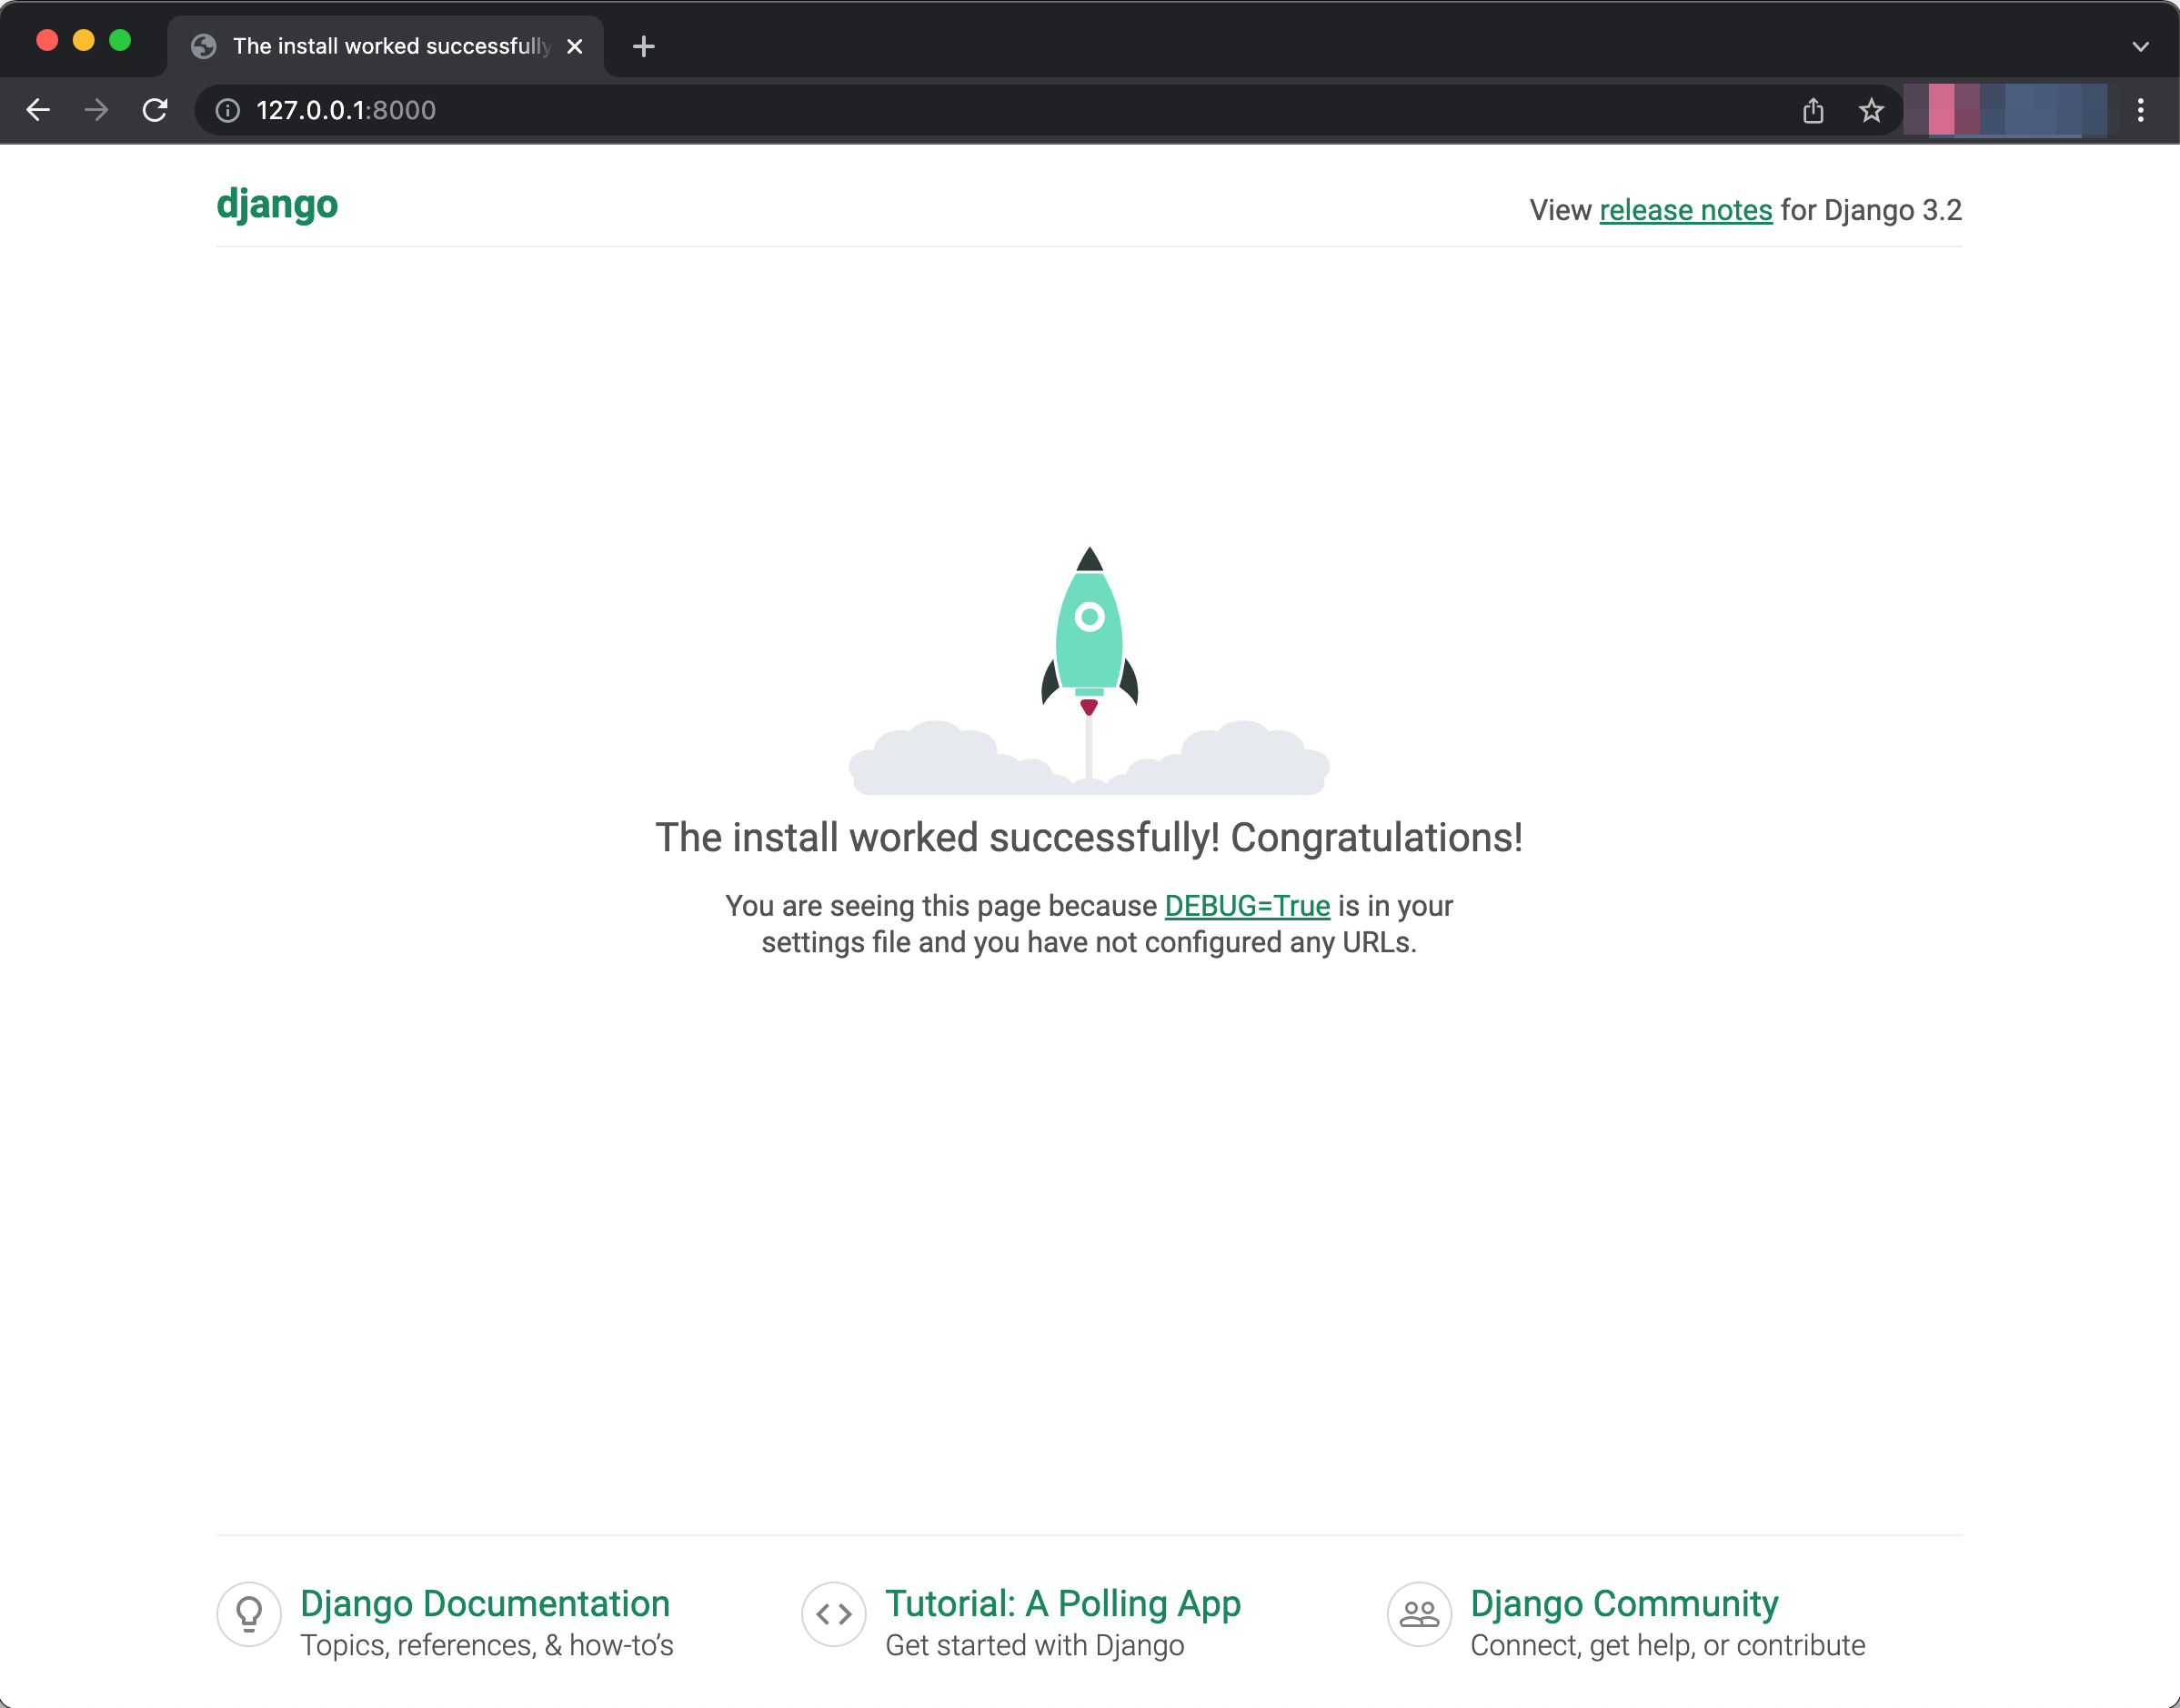 The install worked successfully
127.0.0.1:8000
django
View release notes for Django 3.2
The install worked successfully! Congratulations!
You are seeing this page because DEBUG=True is in your
settings file and you have not configured any URLs.
Django Documentation
Topics, references, & how-to's
Tutorial: A Polling App
Get started with Django
Django Community
Connect, get help, or contribute